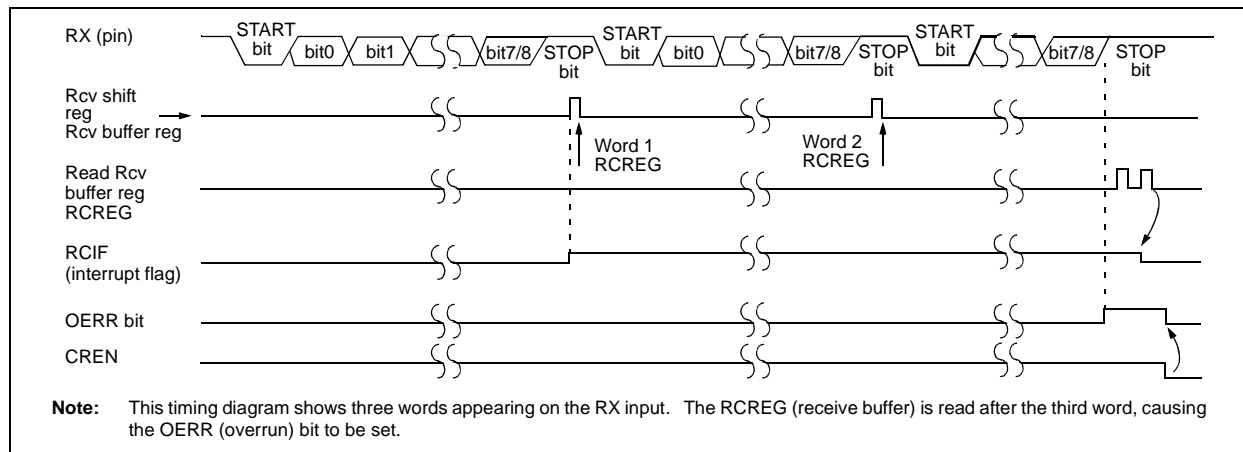 RX (pin)
START
bit
bit0
bit1
bit7/8
STOP
bit
START
bit
bit0
bit7/8
STOP
bit
START
bit
bit7/8
STOP
bit
Rcv shift
reg
Rcv buffer reg
Word 1
RCREG
Word 2
RCREG
Read Rcv
buffer reg
RCREG
RCIF
(interrupt flag)
OERR bit
CREN
Note: This timing diagram shows three words appearing on the RX input. The RCREG (receive buffer) is read after the third word, causing
the OERR (overrun) bit to be set.